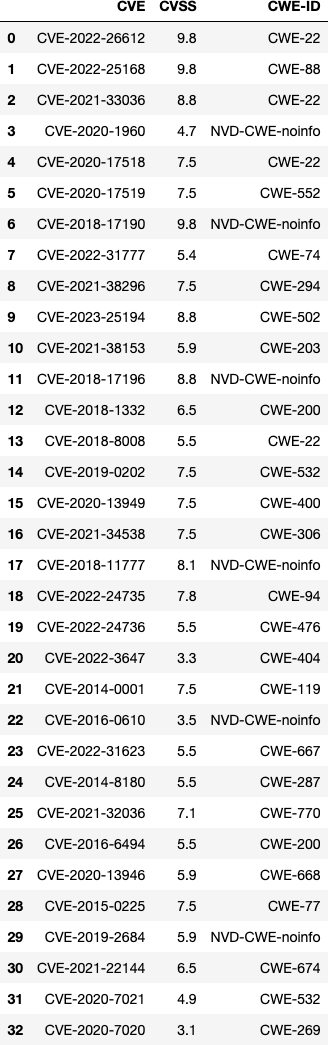 CVE CVSS CWE-ID
0 CVE-2022-26612 9.8 CWE-22
1 CVE-2022-25168 9.8 CWE-88
2 CVE-2021-33036 8.8 CWE-22
3 CVE-2020-1960 4.7 NVD-CWE-noinfo
4 CVE-2020-17518 7.5 CWE-22
5 CVE-2020-17519 7.5 CWE-552
6 CVE-2018-17190 9.8 NVD-CWE-noinfo
7 CVE-2022-31777 5.4 CWE-74
8 CVE-2021-38296 7.5 CWE-294
9 CVE-2023-25194 8.8 CWE-502
10 CVE-2021-38153 5.9 CWE-203
11 CVE-2018-17196 8.8 NVD-CWE-noinfo
12 CVE-2018-1332 6.5 CWE-200
13 CVE-2018-8008 5.5 CWE-22
14 CVE-2019-0202 7.5 CWE-532
15 CVE-2020-13949 7.5 CWE-400
16 CVE-2021-34538 7.5 CWE-306
17 CVE-2018-11777 8.1 NVD-CWE-noinfo
18 CVE-2022-24735 7.8 CWE-94
19 CVE-2022-24736 5.5 CWE-476
20 CVE-2022-3647 3.3 CWE-404
21 CVE-2014-0001 7.5 CWE-119
22 CVE-2016-0610 3.5 NVD-CWE-noinfo
23 CVE-2022-31623 5.5 CWE-667
24 CVE-2014-8180 5.5 CWE-287
25 CVE-2021-32036 7.1 CWE-770
26 CVE-2016-6494 5.5 CWE-200
27 CVE-2020-13946 5.9 CWE-668
28 CVE-2015-0225 7.5 CWE-77
29 CVE-2019-2684 5.9 NVD-CWE-noinfo
30 CVE-2021-22144 6.5 CWE-674
31 CVE-2020-7021 4.9 CWE-532
32 CVE-2020-7020 3.1 CWE-269